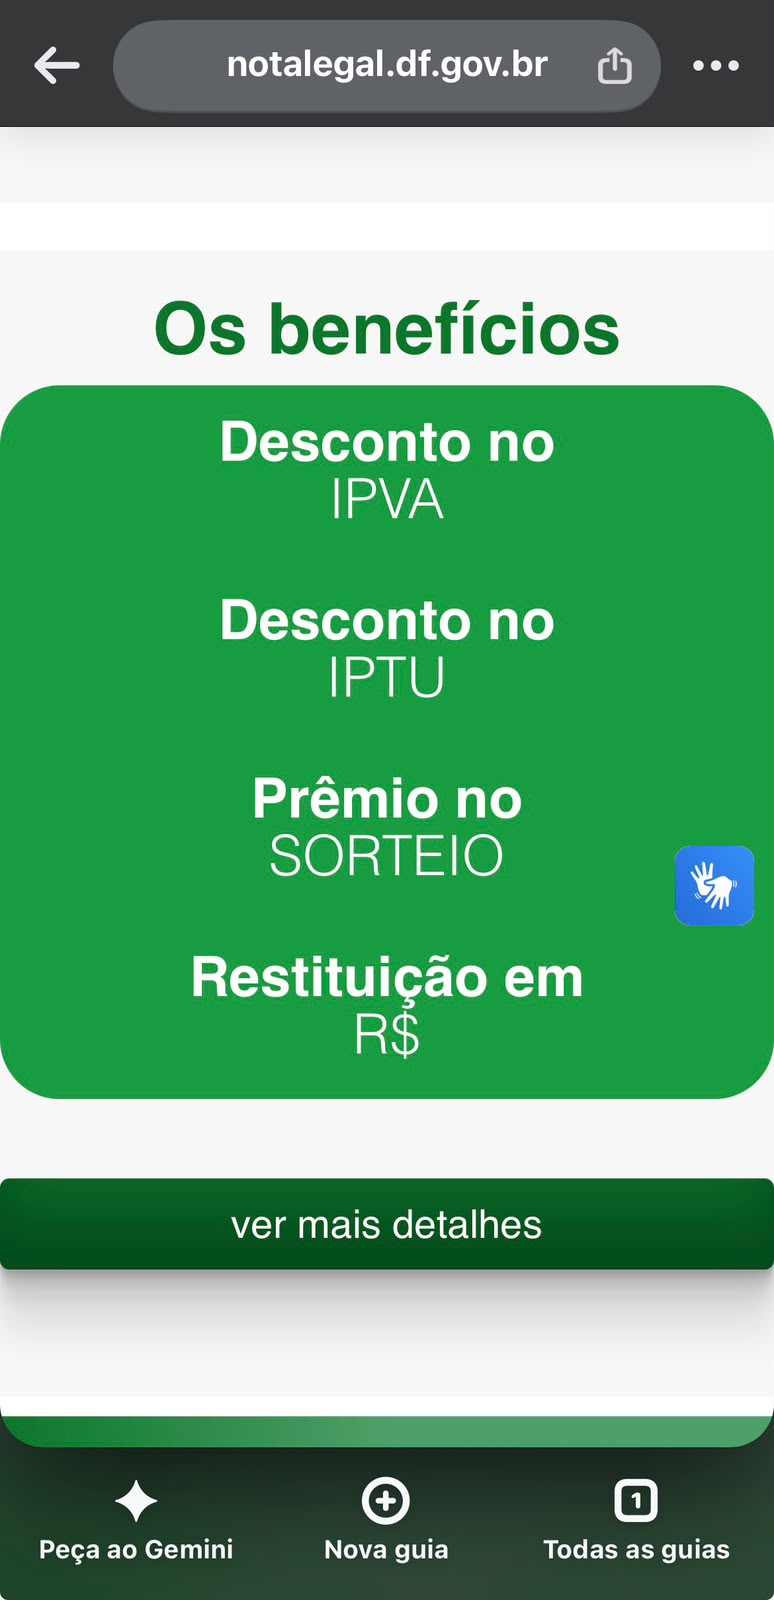 notalegal.df.gov.br
Os benefícios
Desconto no
IPVA
Desconto no
IPTU
Prêmio no
SORTEIO
Restituição em
R$
ver mais detalhes
1
Peça ao Gemini
Nova guia
Todas as guias